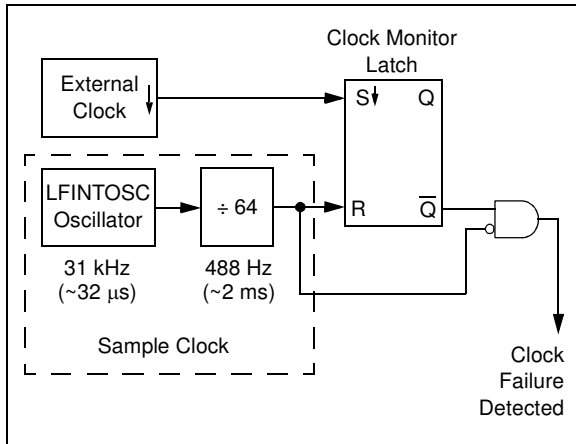 Clock Monitor
Latch
External
Clock
S
Q
LFINTOSC
Oscillator
÷ 64
R
Q̅
31 kHz
(~32 μs)
488 Hz
(~2 ms)
Sample Clock
Clock
Failure
Detected